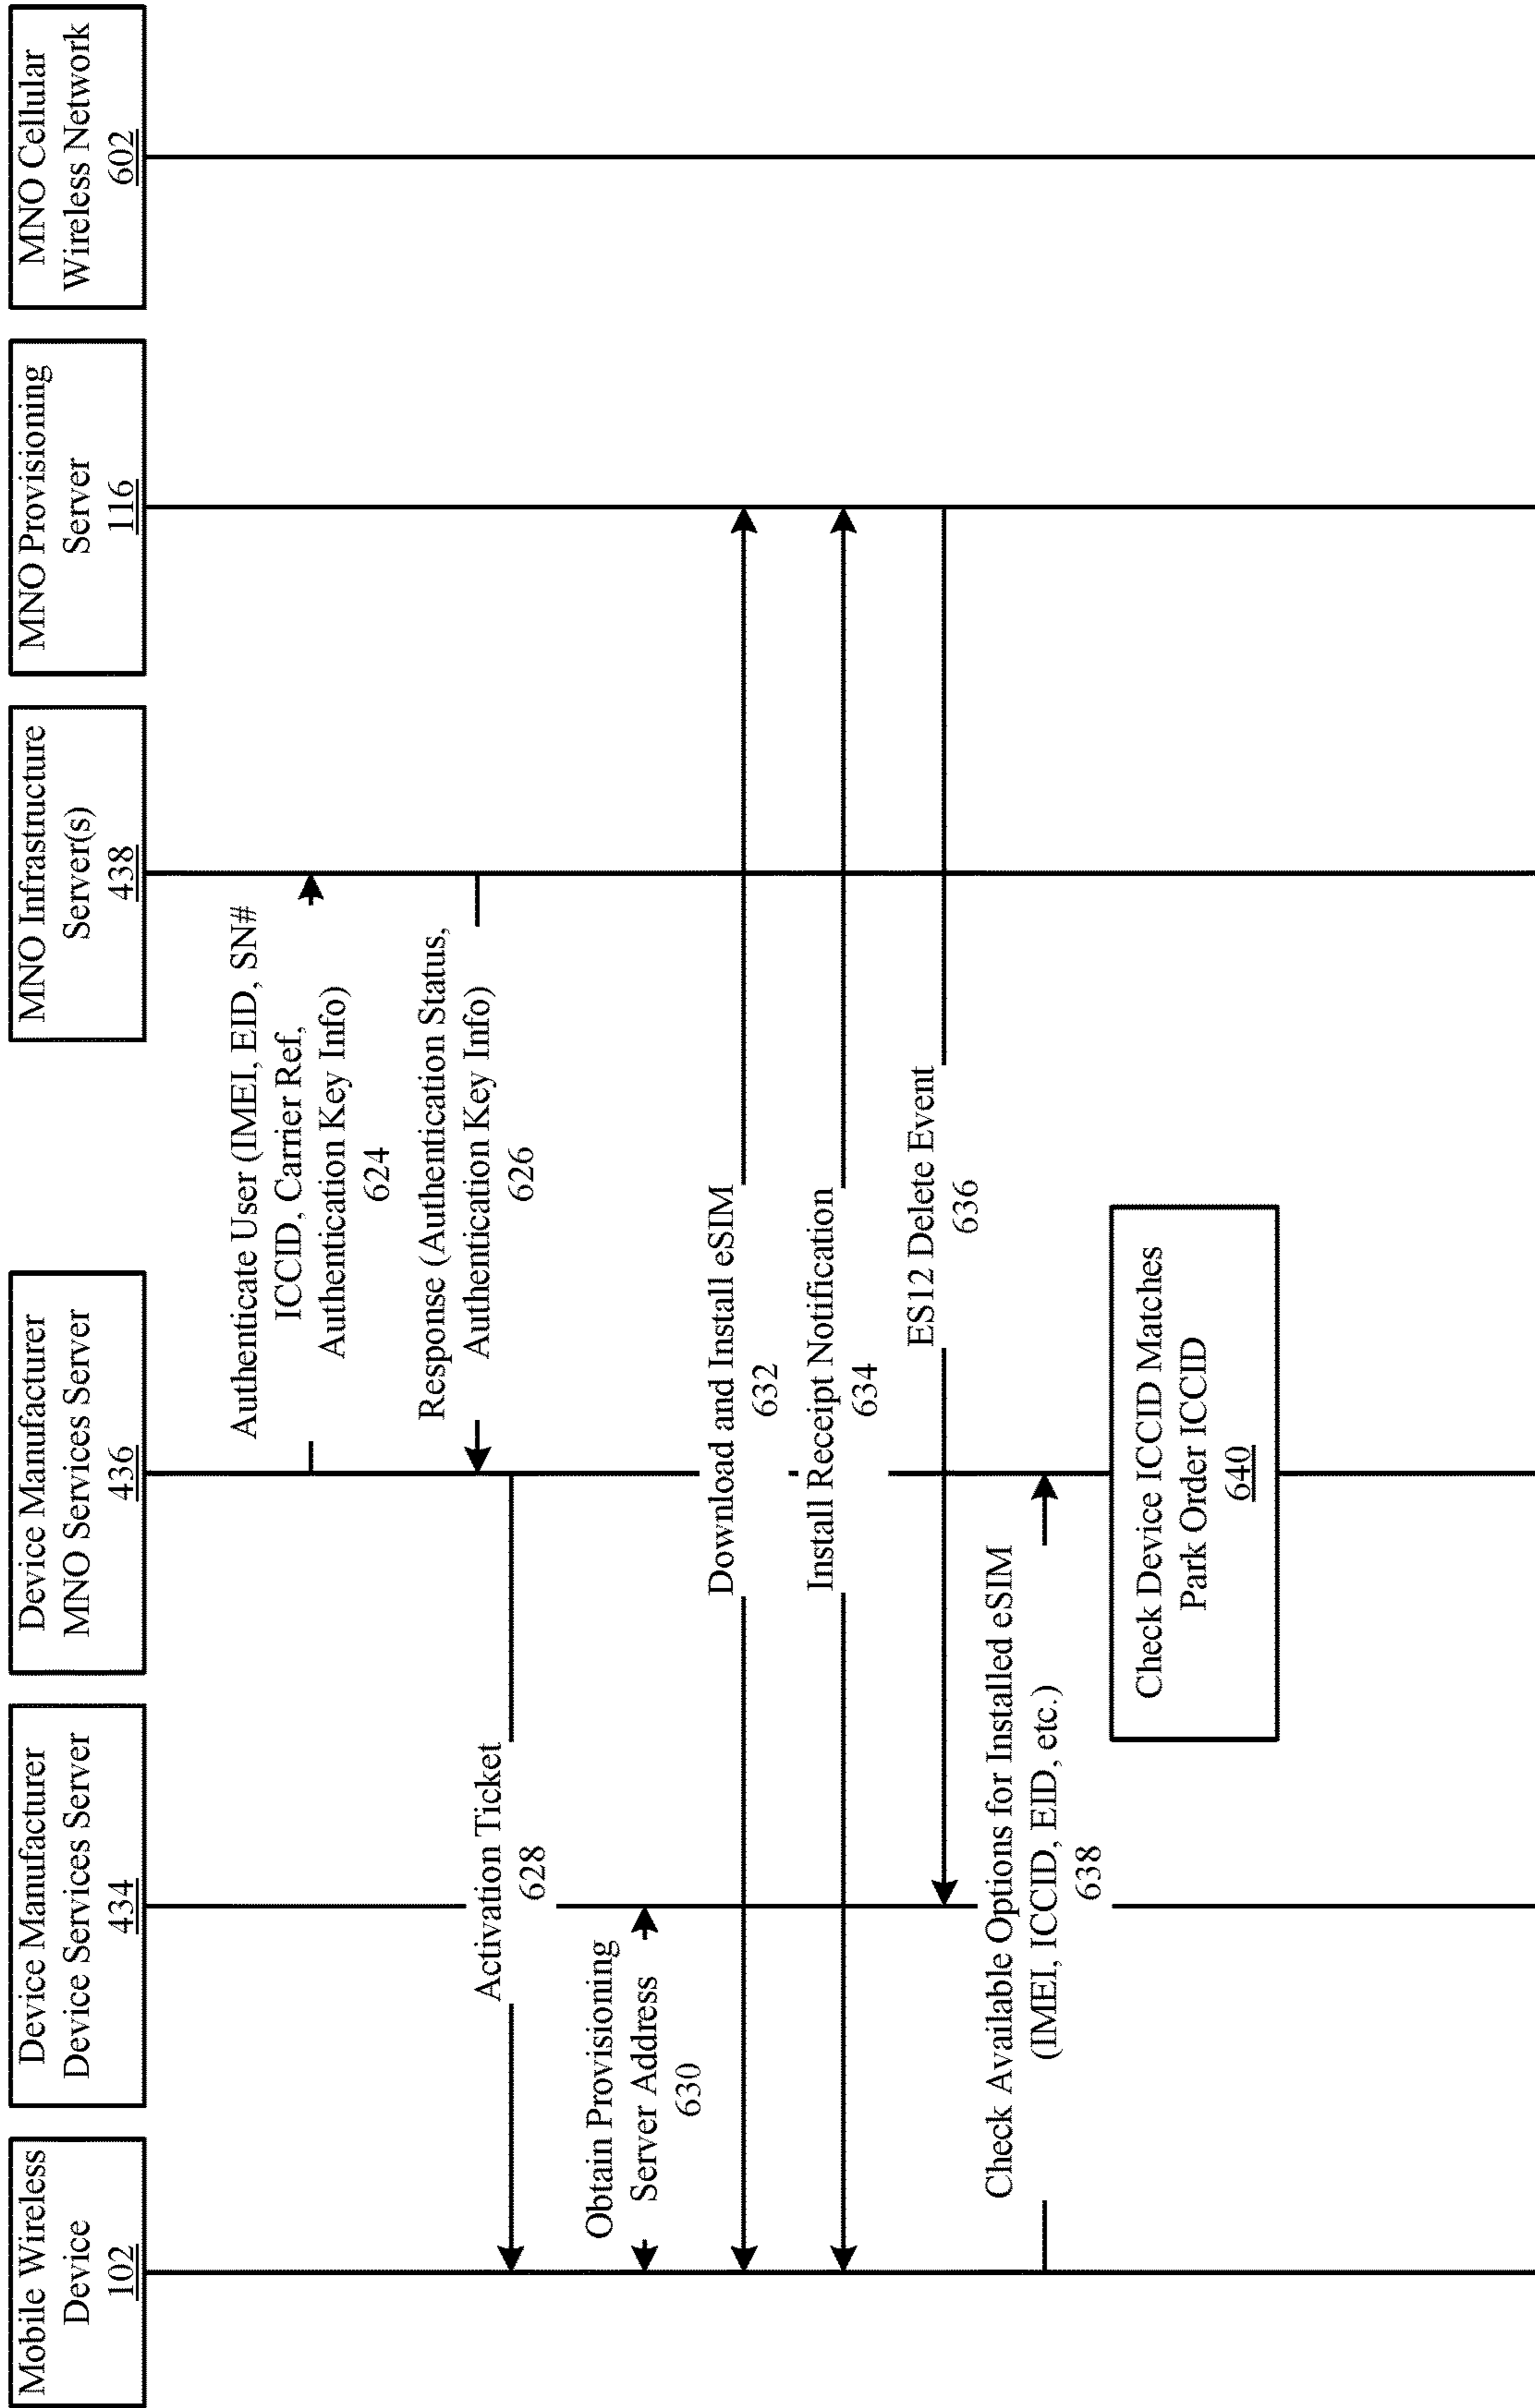 Mobile Wireless
Device
102
Device Manufacturer
Device Services Server
434
Device Manufacturer
MNO Services Server
436
MNO Infrastructure
Server(s)
438
MNO Provisioning
Server
116
MNO Cellular
Wireless Network
602
Authenticate User (IMEI, EID, SN#
ICCID, Carrier Ref,
Authentication Key Info)
624
Response (Authentication Status,
Authentication Key Info)
626
Activation Ticket
628
Obtain Provisioning
Server Address
630
Download and Install eSIM
632
Install Receipt Notification
634
ES12 Delete Event
636
Check Available Options for Installed eSIM
(IMEI, ICCID, EID, etc.)
638
Check Device ICCID Matches
Park Order ICCID
640